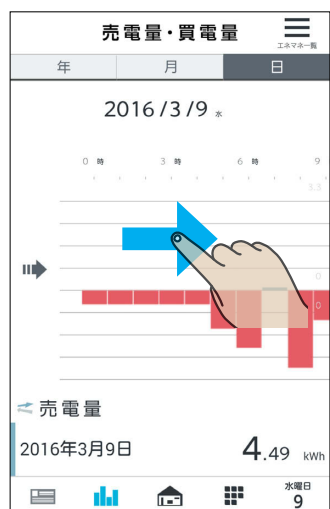 売電量・買電量
エネマネ一覧
年 月 日
2016/3/9 水
0 時 3 時 6 時 9
3.3
0
0
売電量
2016年3月9日 4.49 kWh
水曜日
9